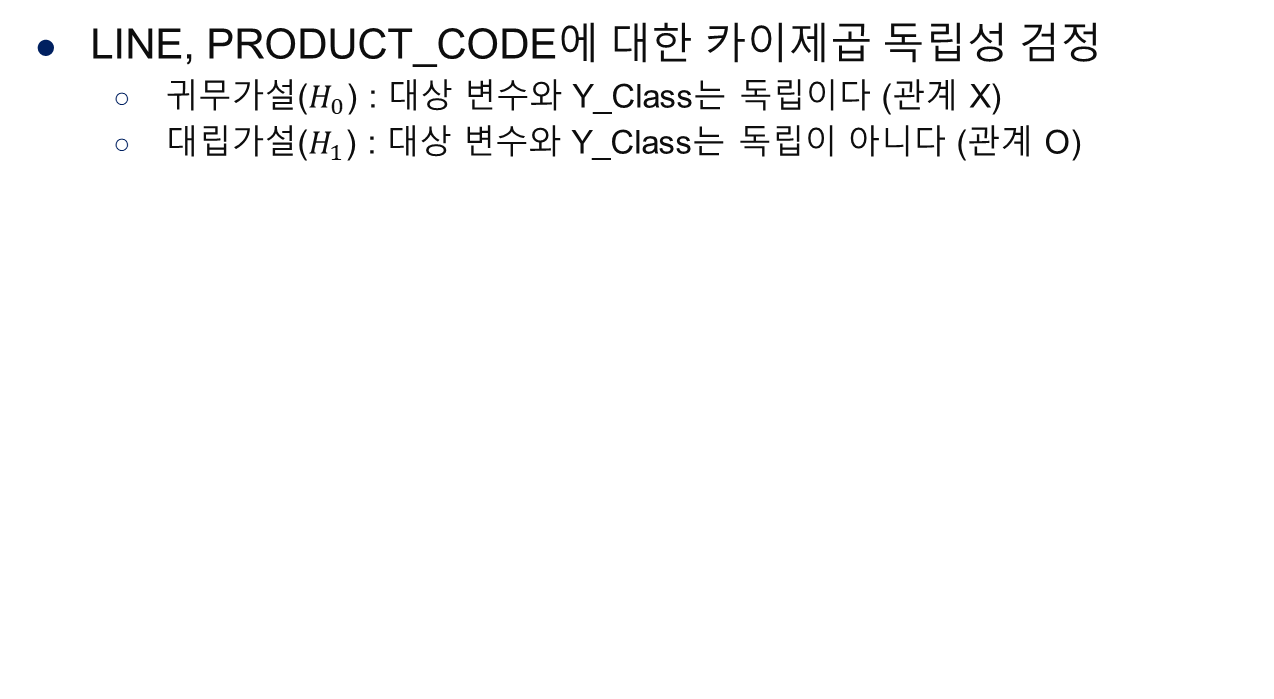 ● LINE, PRODUCT_CODE에 대한 카이제곱 독립성 검정
○ 귀무가설(𝐻₀) : 대상 변수와 Y_Class는 독립이다 (관계 X)
○ 대립가설(𝐻₁) : 대상 변수와 Y_Class는 독립이 아니다 (관계 O)